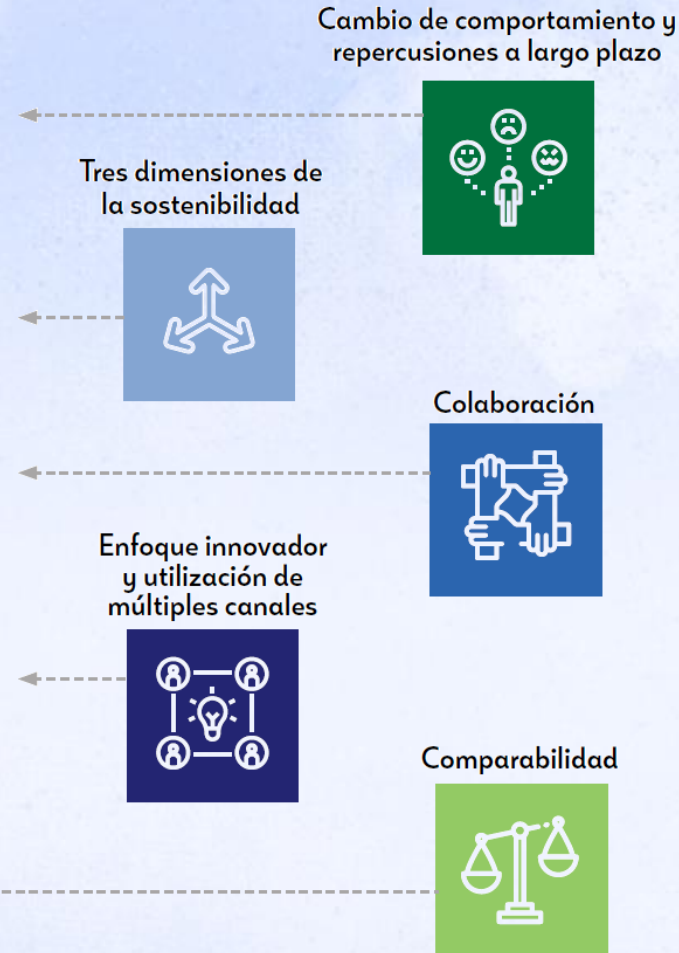 Cambio de comportamiento y
repercusiones a largo plazo
Tres dimensiones de
la sostenibilidad
Colaboración
Enfoque innovador
y utilización de
múltiples canales
Comparabilidad